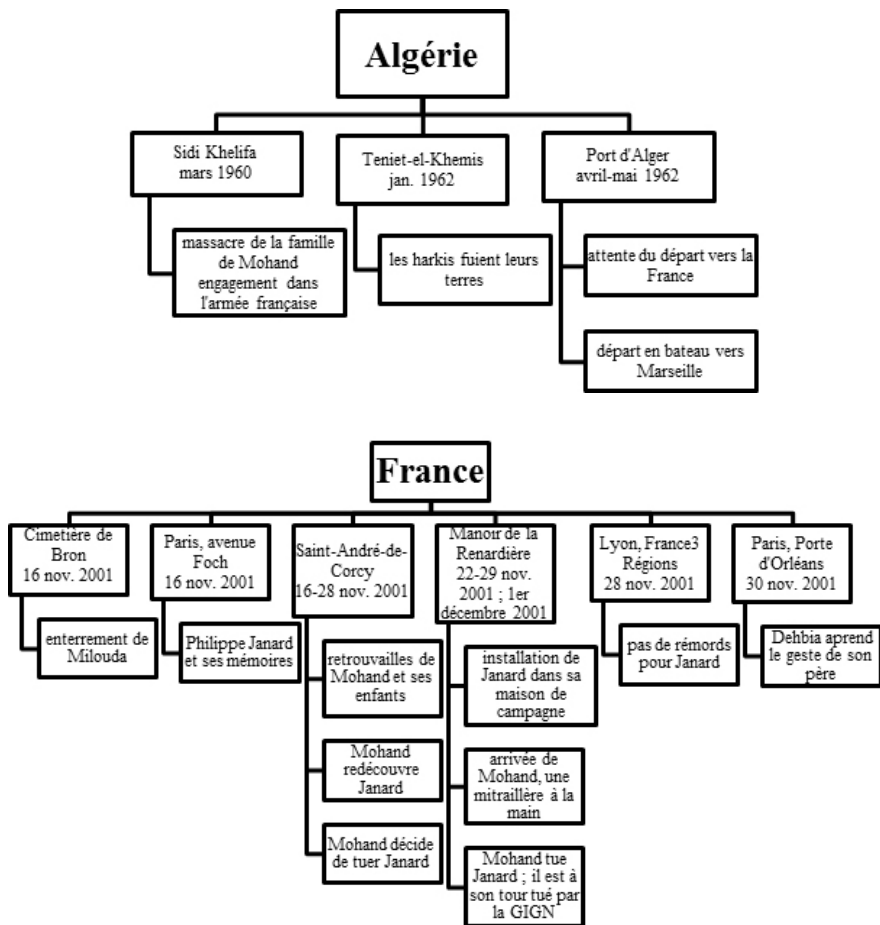 Algérie
Sidi Khelifa
mars 1960
massacre de la famille
de Mohand
engagement dans
l'armée française
Teniet-el-Khemis
jan. 1962
les harkis fuient leurs
terres
Port d'Alger
avril-mai 1962
attente du départ vers la
France
départ en bateau vers
Marseille
France
Cimetière de
Bron
16 nov. 2001
enterrement de
Milouda
Paris, avenue
Foch
16 nov. 2001
Philippe Janard
et ses mémoires
Saint-André-de-
Corcy
16-28 nov. 2001
retrouvailles de
Mohand et ses
enfants
Mohand
redécouvre
Janard
Mohand décide
de tuer Janard
Manoir de la
Renardière
22-29 nov.
2001 ; 1er
décembre 2001
installation de
Janard dans sa
maison de
campagne
arrivée de
Mohand, une
mitraillère à la
main
Mohand tue
Janard ; il est à
son tour tué par
la GIGN
Lyon, France3
Régions
28 nov. 2001
pas de rémords
pour Janard
Paris, Porte
d'Orléans
30 nov. 2001
Dehbia aprend
le geste de son
père